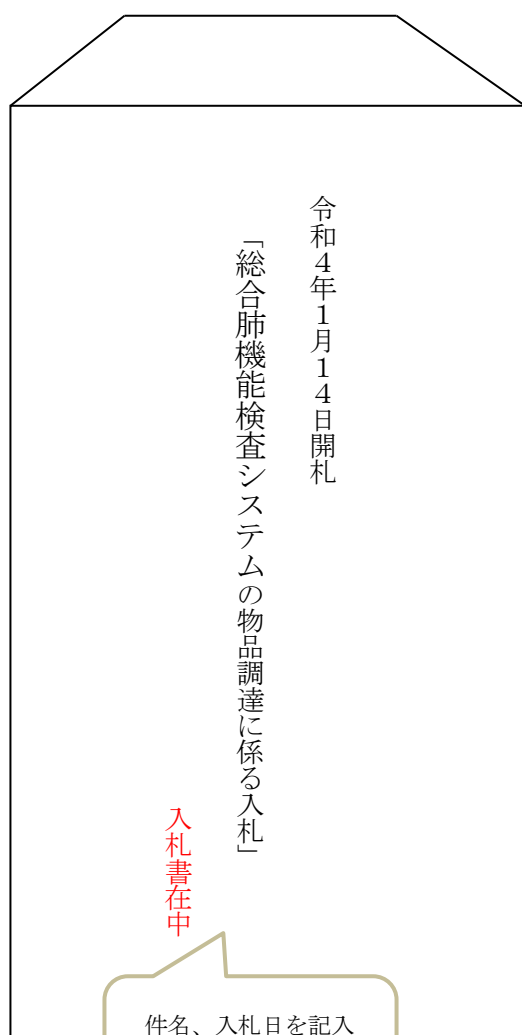 令和４年１月１４日開札
「総合肺機能検査システムの物品調達に係る入札」
入札書在中
件名、入札日を記入